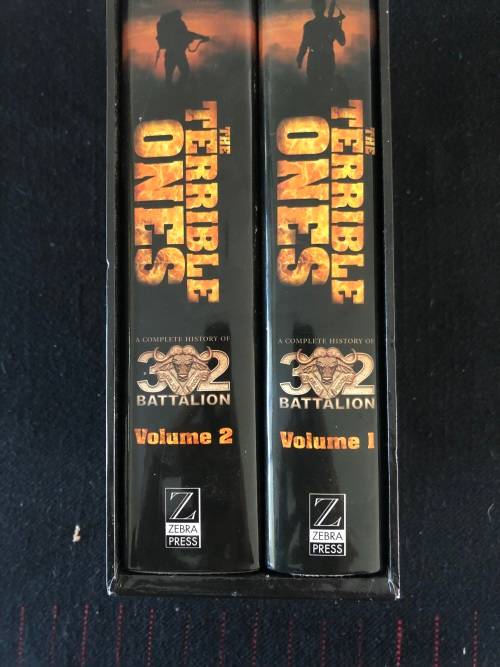 THE
TERRIBLE
ONES
A COMPLETE HISTORY OF
32
BATTALION
Volume 2
Z
ZEBRA
PRESS
THE
TERRIBLE
ONES
A COMPLETE HISTORY OF
32
BATTALION
Volume 1
Z
ZEBRA
PRESS